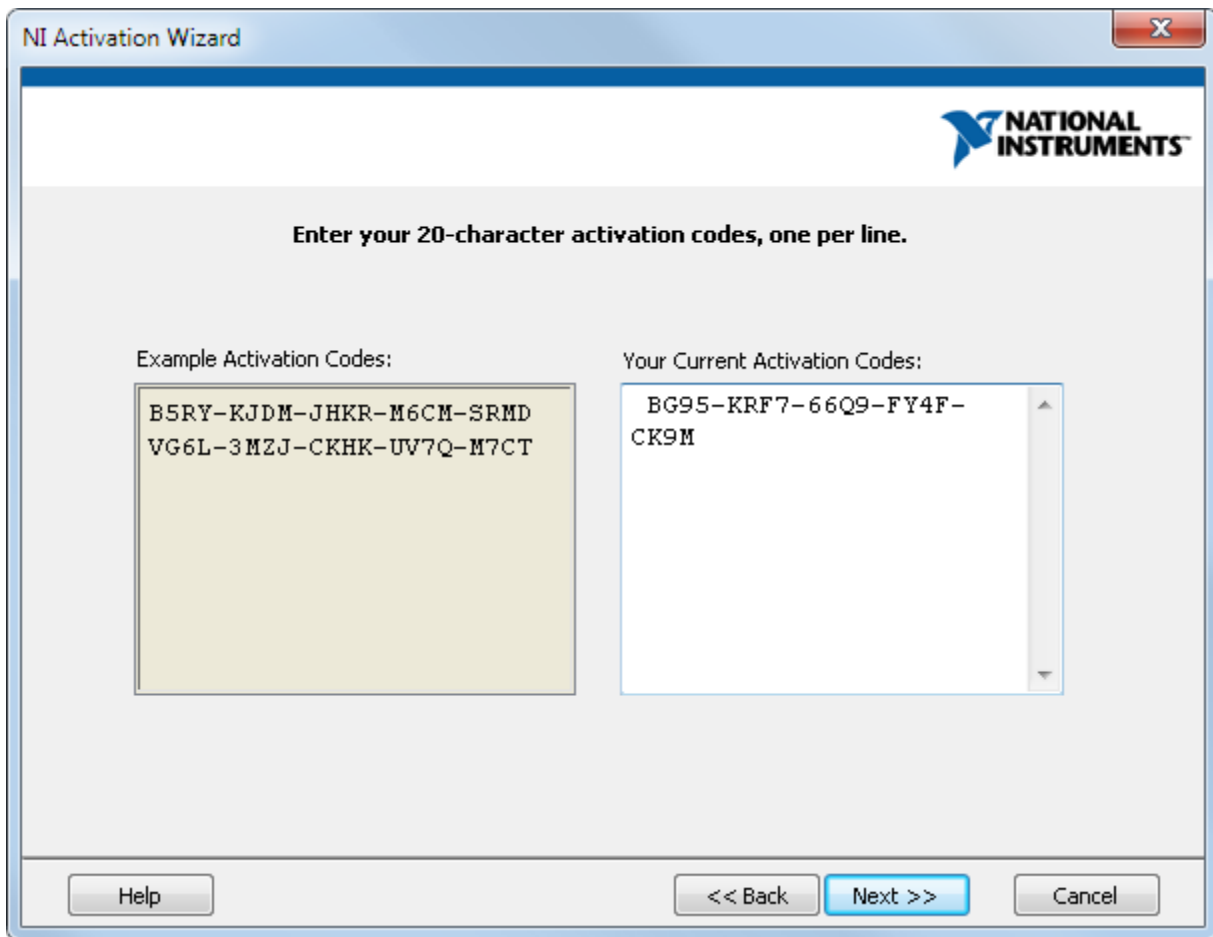 NI Activation Wizard
NATIONAL
INSTRUMENTS™
Enter your 20-character activation codes, one per line.
Example Activation Codes:
B5RY-KJDM-JHKR-M6CM-SRMD
VG6L-3MZJ-CKHK-UV7Q-M7CT
Your Current Activation Codes:
BG95-KRF7-66Q9-FY4F-
CK9M
Help
<< Back
Next >>
Cancel